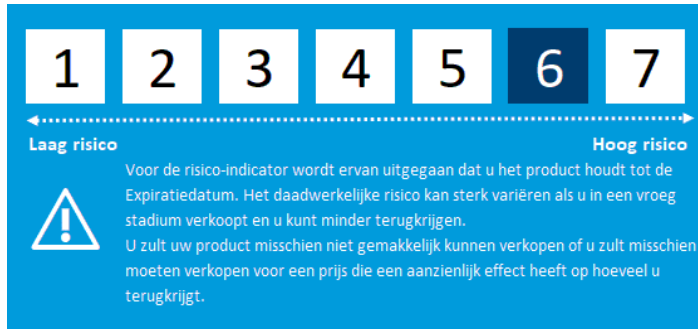 1 2 3 4 5 6 7
Laag risico Hoog risico
Voor de risico-indicator wordt ervan uitgegaan dat u het product houdt tot de
Expiratiedatum. Het daadwerkelijke risico kan sterk variëren als u in een vroeg
stadium verkoopt en u kunt minder terugkrijgen.
U zult uw product misschien niet gemakkelijk kunnen verkopen of u zult misschien
moeten verkopen voor een prijs die een aanzienlijk effect heeft op hoeveel u
terugkrijgt.